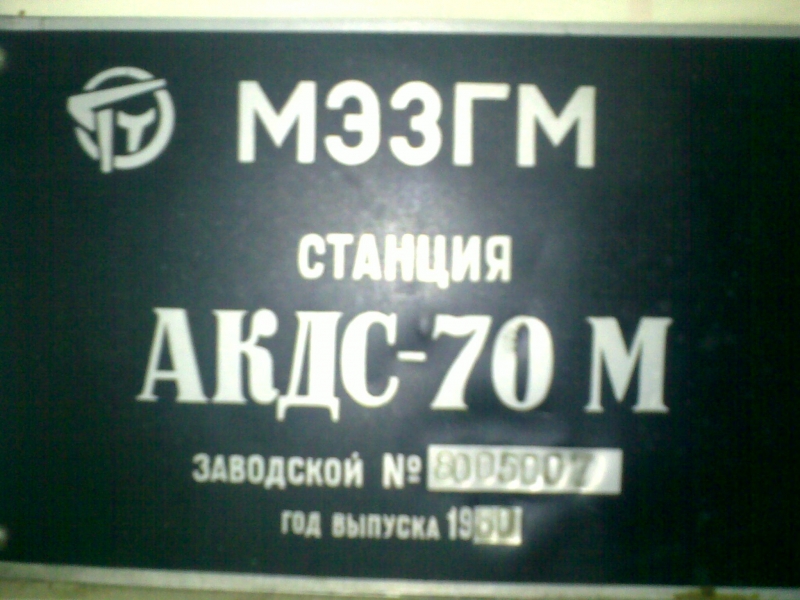 МЭЗГМ
СТАНЦИЯ
АКДС-70 М
ЗАВОДСКОЙ №
ГОД ВЫПУСКА